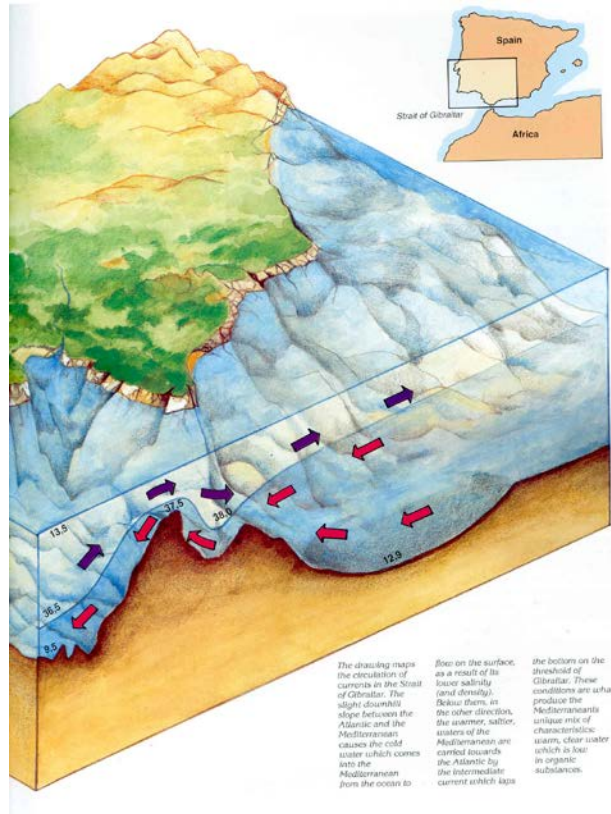 Spain
Strait of Gibraltar
Africa
37.5
38.0
13.5
36.5
9.5
12.9
The drawing maps
the circulation of
currents in the Strait
of Gibraltar. The
slight downhill
slope between the
Atlantic and the
Mediterranean
causes the cold
water which comes
into the
Mediterranean
from the ocean to
flow on the surface,
as a result of its
lower salinity
(and density).
Below them, in
the other direction,
the warmer, saltier,
waters of the
Mediterranean are
carried towards
the Atlantic by
the intermediate
current which laps
the bottom on the
threshold of
Gibraltar. These
conditions are wha
produce the
Mediterraneants
unique mix of
characteristics:
warm, clear water
which is low
in organic
substances.